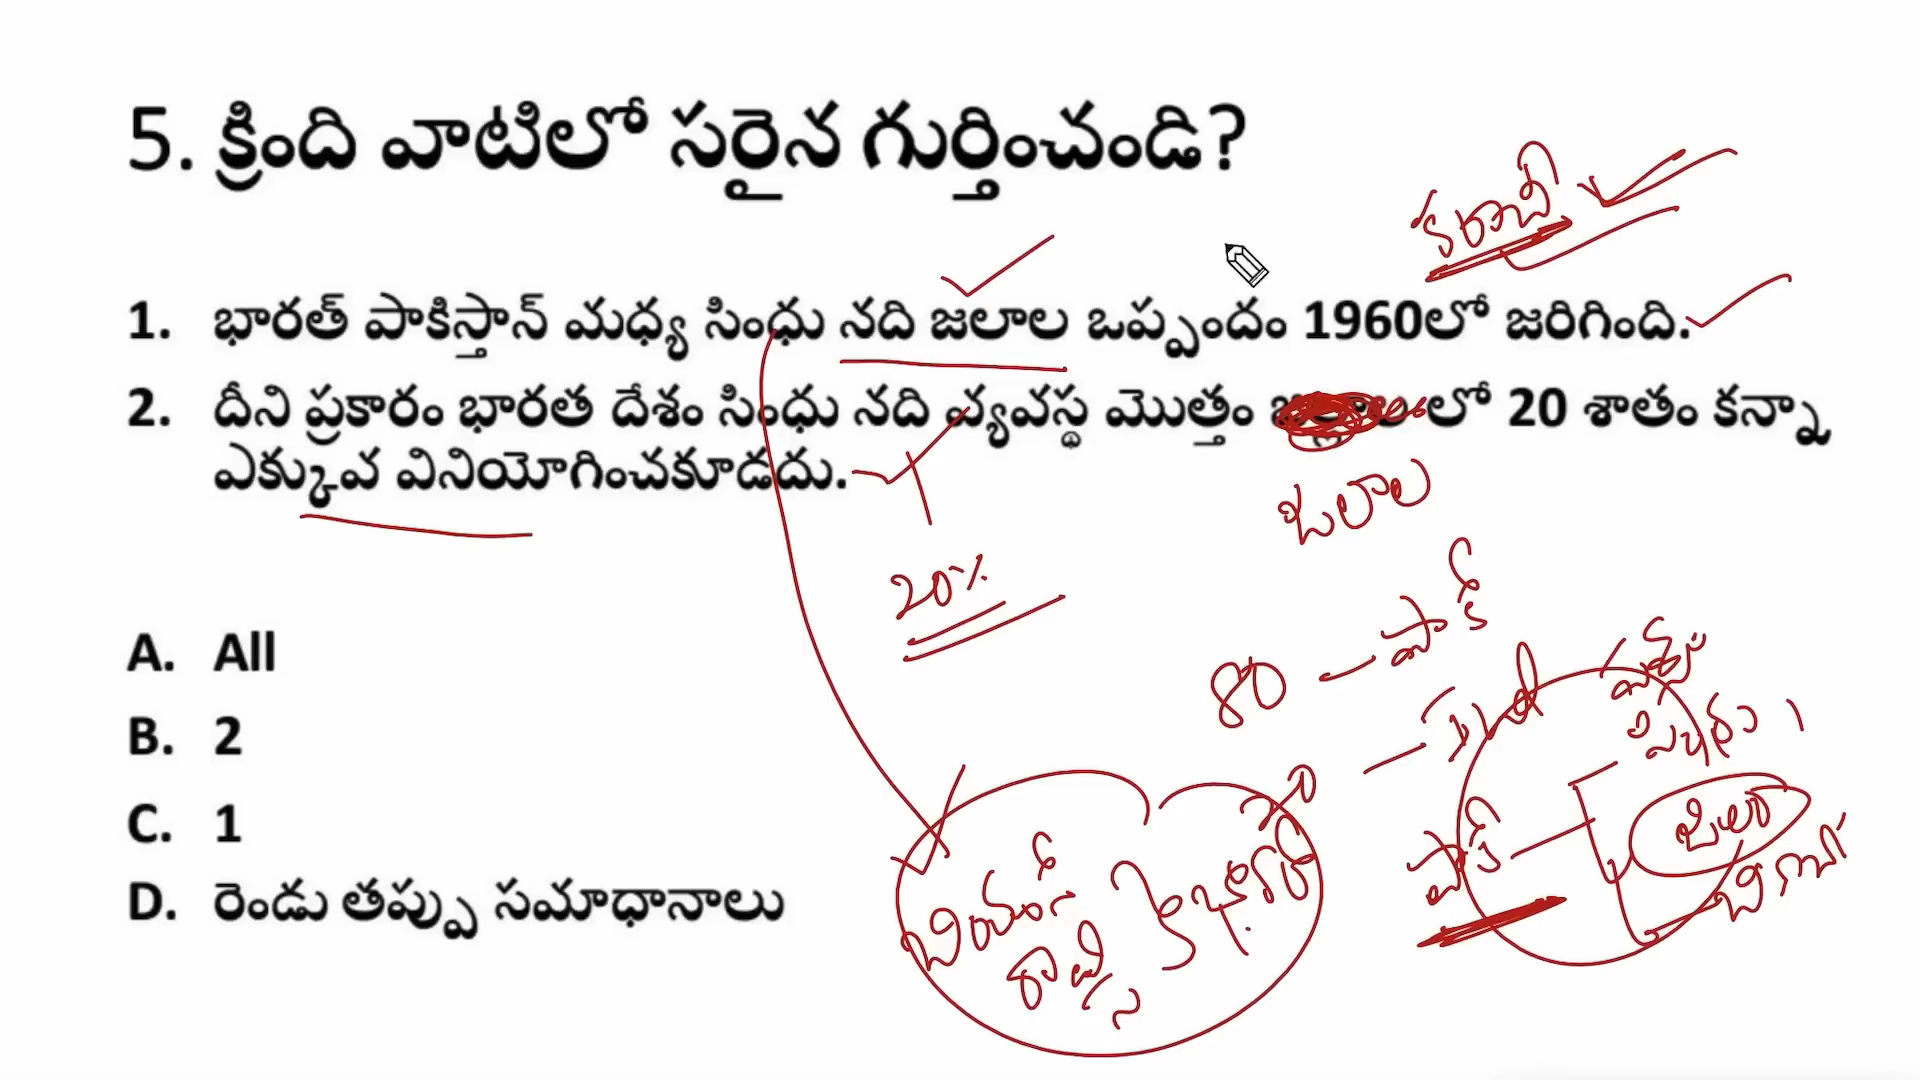 5. క్రింది వాటిలో సరైన గుర్తించండి?
కరాచీ
1. భారత్ పాకిస్తాన్ మధ్య సింధు నది జలాల ఒప్పందం 1960లో జరిగింది.
2. దీని ప్రకారం భారత దేశం సింధు నది వ్యవస్థ మొత్తం లో 20 శాతం కన్నా
ఎక్కువ వినియోగించకూడదు.
జలాల
20%
80 – పాక్
A. All
B. 2
C. 1
D. రెండు తప్పు సమాధానాలు
20
పాక్